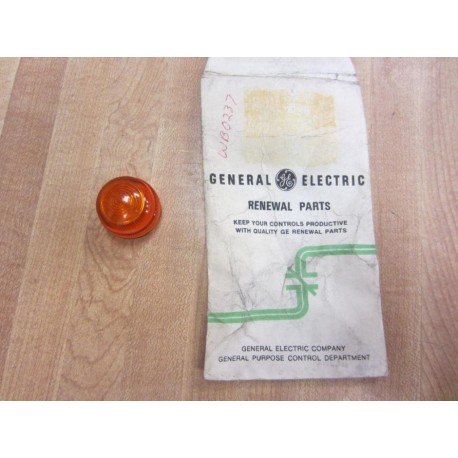 WB0237
GENERAL GE ELECTRIC
RENEWAL PARTS
KEEP YOUR CONTROLS PRODUCTIVE
WITH QUALITY GE RENEWAL PARTS
GENERAL ELECTRIC COMPANY
GENERAL PURPOSE CONTROL DEPARTMENT